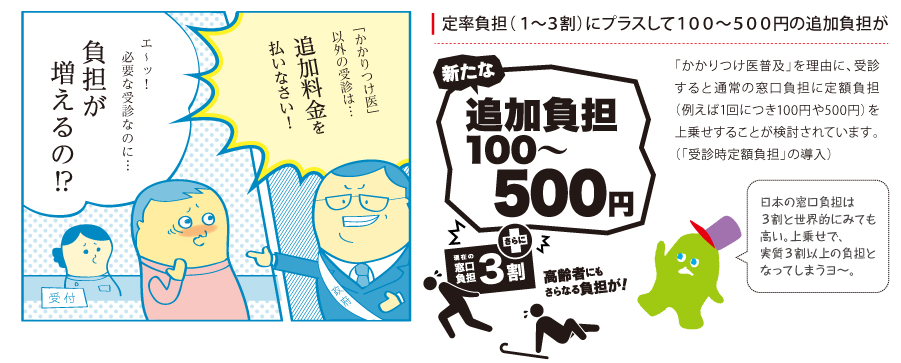 「かかりつけ医」
以外の受診は…
追加料金を
払いなさい！
エ～ッ！
必要な受診なのに…
負担が
増えるの！？
受付
政府
定率負担（１～３割）にプラスして１００～５００円の追加負担が
新たな
追加負担
100～
500円
さらに
現在の
窓口
負担
3割
高齢者にも
さらなる負担が！
「かかりつけ医普及」を理由に、受診
すると通常の窓口負担に定額負担
（例えば1回につき100円や500円）を
上乗せすることが検討されています。
（「受診時定額負担」の導入）
日本の窓口負担は
３割と世界的にみても
高い。上乗せで、
実質３割以上の負担と
なってしまうヨ～。